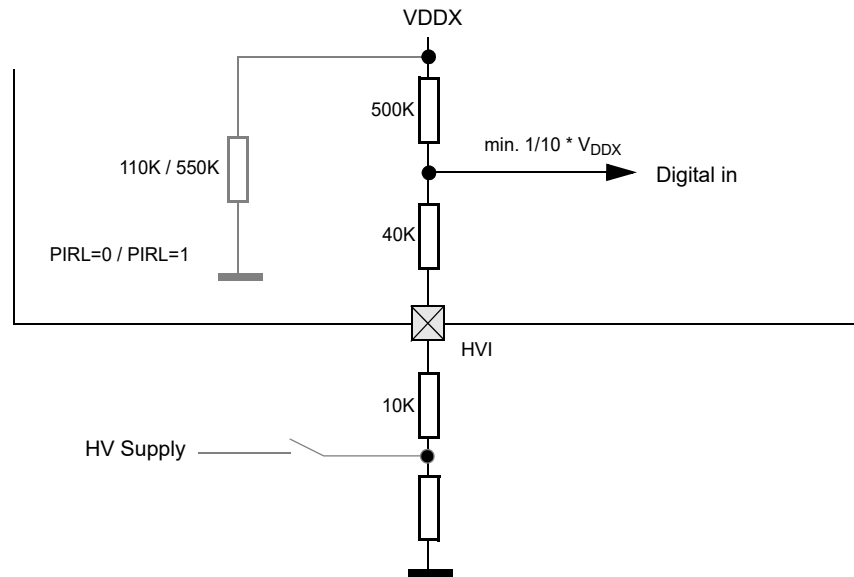 VDDX
500K
min. 1/10 * VDDX
110K / 550K
Digital in
40K
PIRL=0 / PIRL=1
HVI
10K
HV Supply